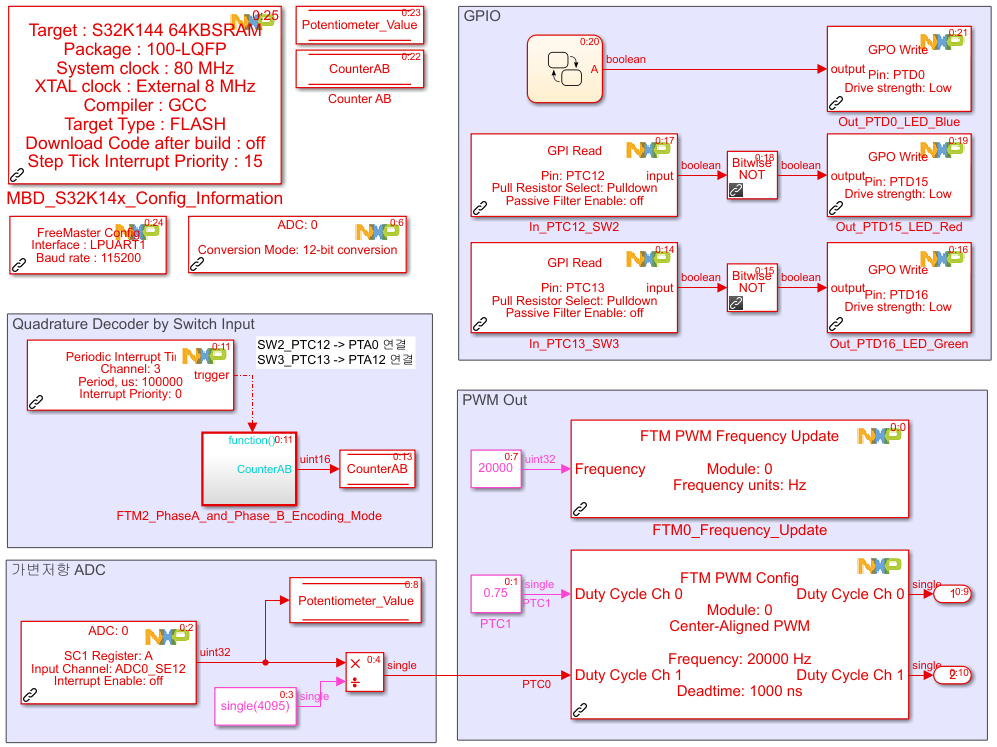 0:25
Target : S32K144 64KBSRAM
Package : 100-LQFP
System clock : 80 MHz
XTAL clock : External 8 MHz
Compiler : GCC
Target Type : FLASH
Download Code after build : off
Step Tick Interrupt Priority : 15
MBD_S32K14x_Config_Information
0:23
Potentiometer_Value
0:22
CounterAB
Counter AB
0:24
FreeMaster Config
Interface : LPUART1
Baud rate : 115200
0:6
ADC: 0
Conversion Mode: 12-bit conversion
GPIO
0:20
A
boolean
0:21
GPO Write
output
Pin: PTD0
Drive strength: Low
Out_PTD0_LED_Blue
0:17
GPI Read
Pin: PTC12
input
Pull Resistor Select: Pulldown
Passive Filter Enable: off
In_PTC12_SW2
boolean
0:18
Bitwise
NOT
boolean
0:19
GPO Write
output
Pin: PTD15
Drive strength: Low
Out_PTD15_LED_Red
0:14
GPI Read
Pin: PTC13
input
Pull Resistor Select: Pulldown
Passive Filter Enable: off
In_PTC13_SW3
boolean
0:15
Bitwise
NOT
boolean
0:16
GPO Write
output
Pin: PTD16
Drive strength: Low
Out_PTD16_LED_Green
Quadrature Decoder by Switch Input
0:11
Periodic Interrupt Ti
Channel: 3
Period, us: 100000
Interrupt Priority: 0
trigger
SW2_PTC12 -> PTA0 연결
SW3_PTC13 -> PTA12 연결
function()
0:11
CounterAB
uint16
0:13
CounterAB
FTM2_PhaseA_and_Phase_B_Encoding_Mode
가변저항 ADC
0:8
Potentiometer_Value
0:2
ADC: 0
SC1 Register: A
Input Channel: ADC0_SE12
Interrupt Enable: off
uint32
0:3
single(4095)
single
0:4
×
÷
single
PTC0
PWM Out
0:7
20000
uint32
0:0
FTM PWM Frequency Update
Frequency
Module: 0
Frequency units: Hz
FTM0_Frequency_Update
0:1
0.75
PTC1
single
PTC1
FTM PWM Config
Duty Cycle Ch 0
Duty Cycle Ch 0
Module: 0
Center-Aligned PWM
Frequency: 20000 Hz
Duty Cycle Ch 1
Duty Cycle Ch 1
Deadtime: 1000 ns
single
1
0:9
single
2
0:10
NXP
NXP
NXP
NXP
NXP
NXP
NXP
NXP
NXP
NXP
NXP
NXP